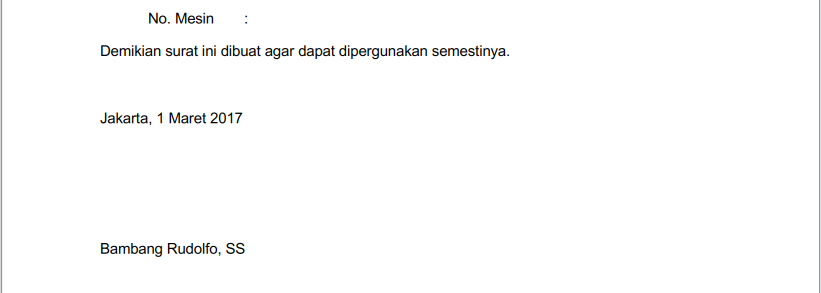 No. Mesin :
Demikian surat ini dibuat agar dapat dipergunakan semestinya.
Jakarta, 1 Maret 2017
Bambang Rudolfo, SS